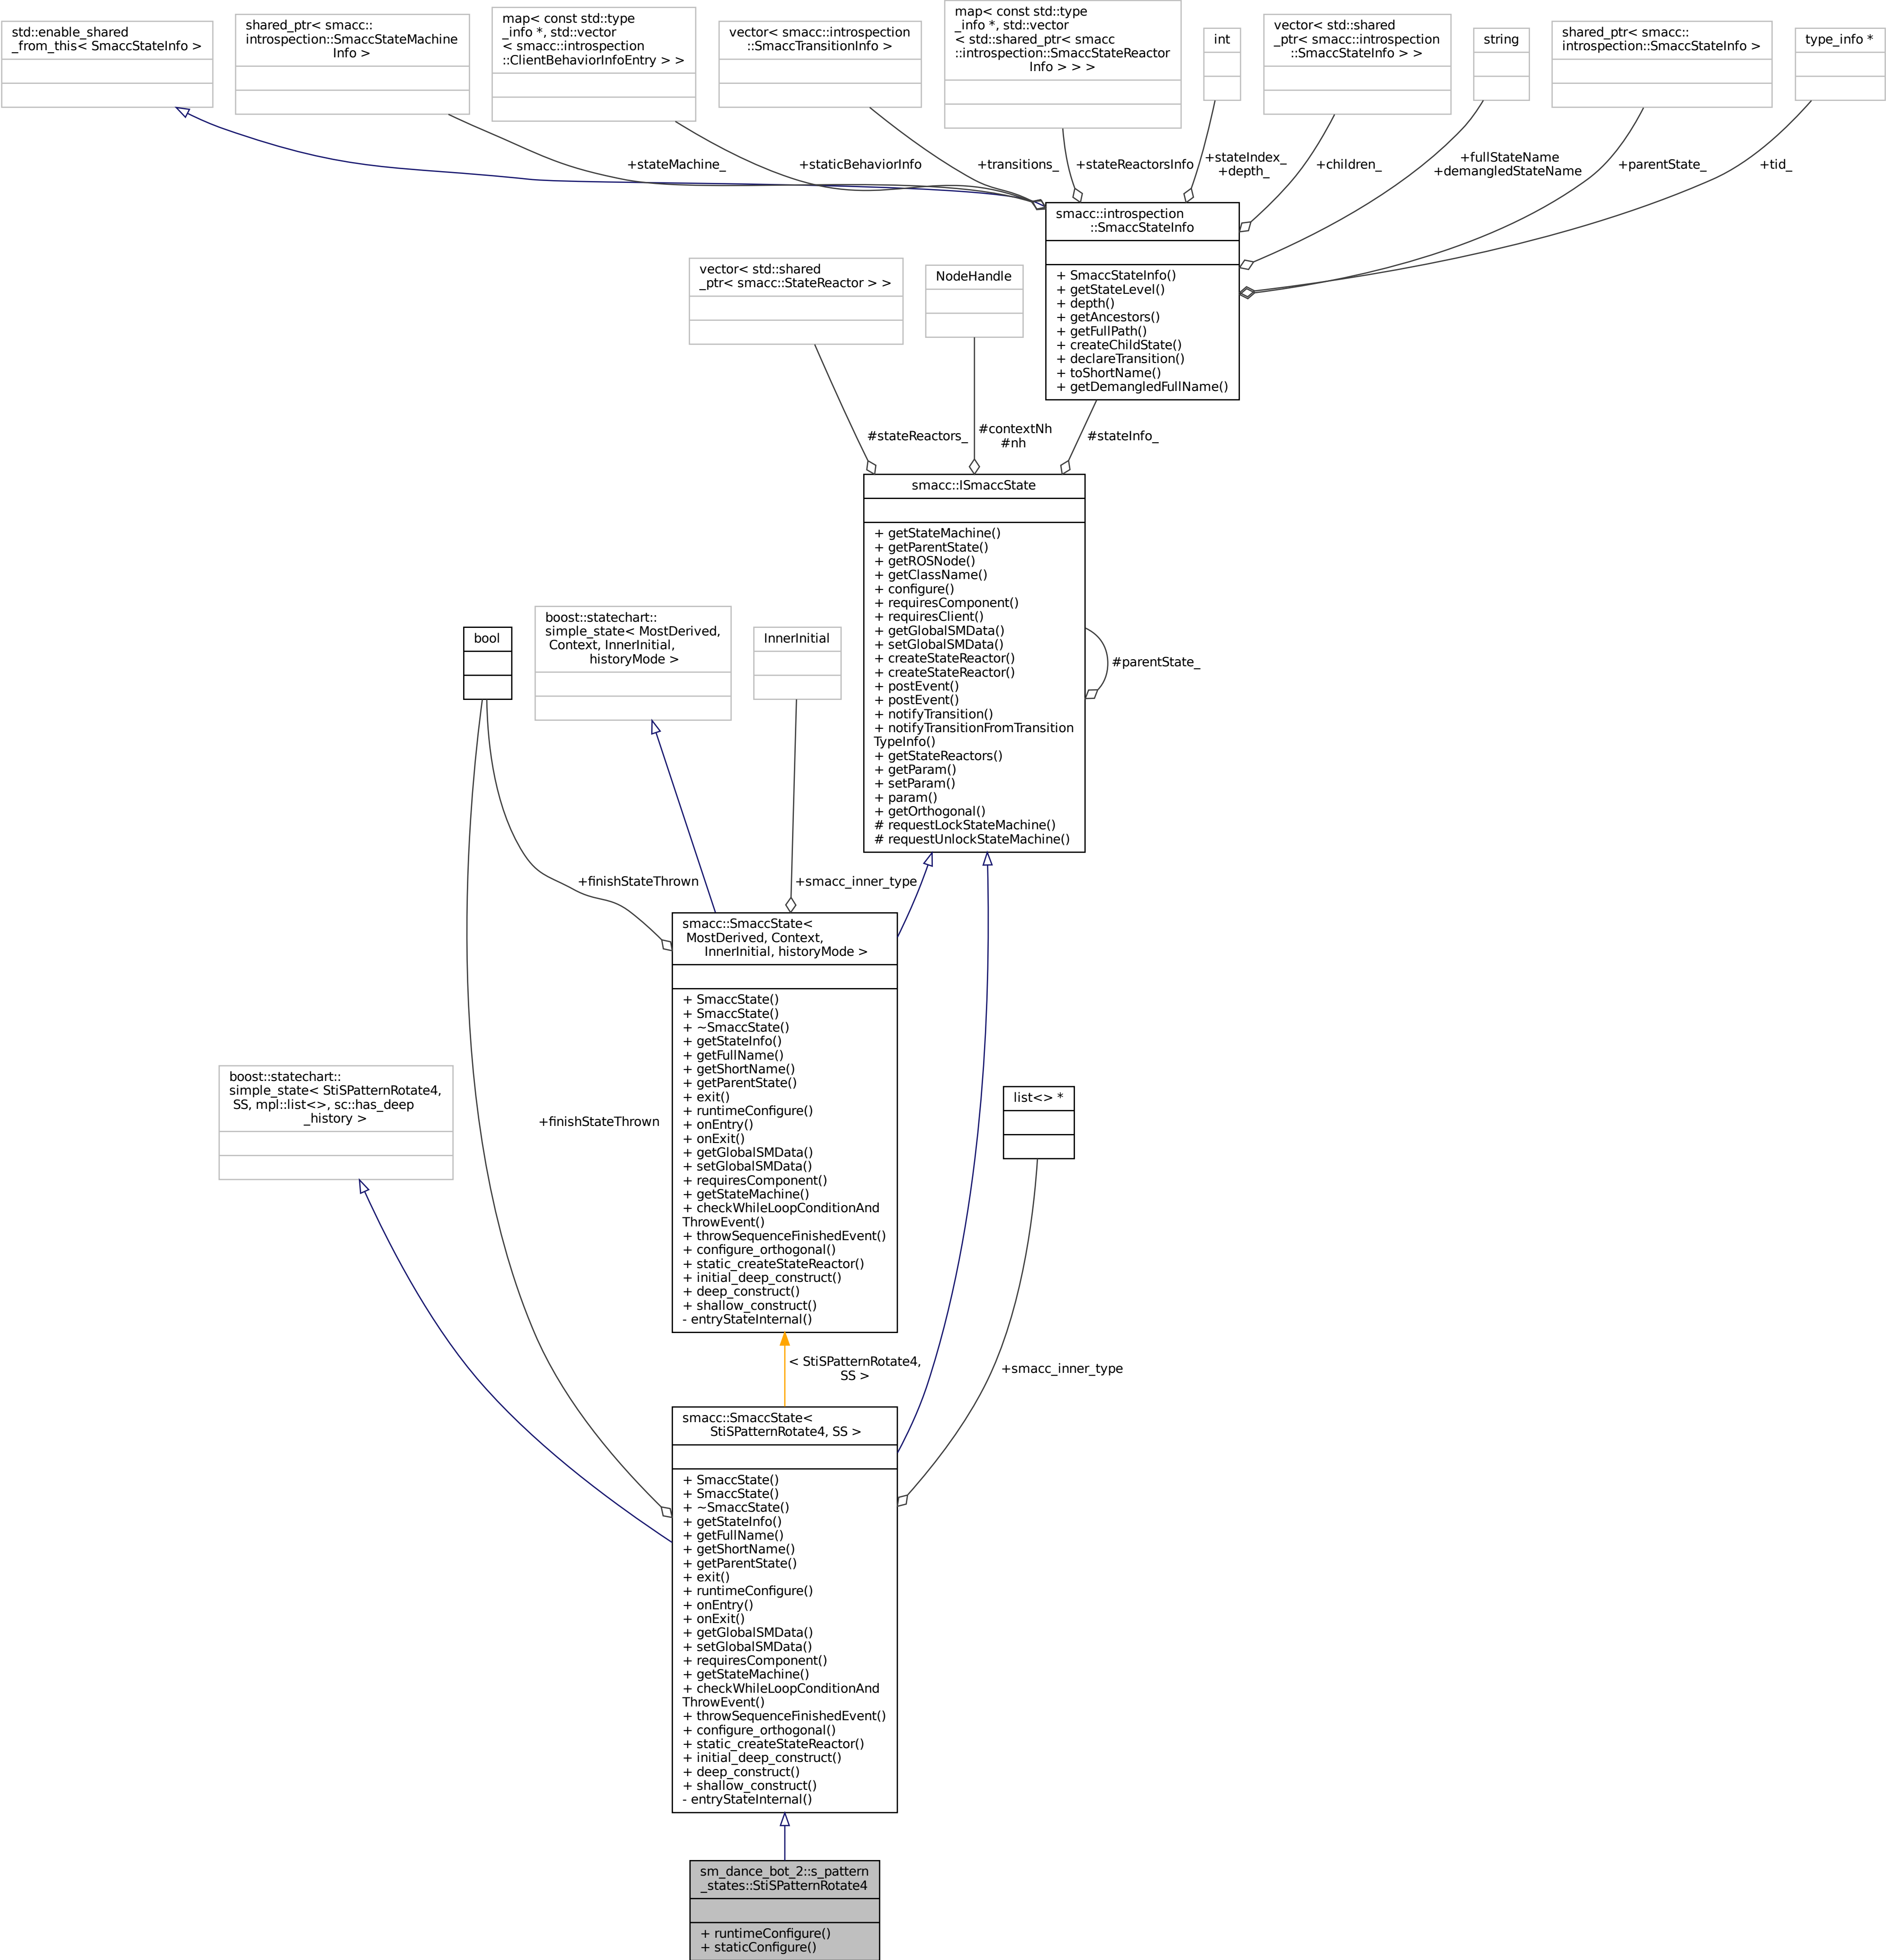 std::enable_shared
_from_this< SmaccStateInfo >
shared_ptr< smacc::
introspection::SmaccStateMachine
Info >
map< const std::type
_info *, std::vector
< smacc::introspection
::ClientBehaviorInfoEntry > >
vector< smacc::introspection
::SmaccTransitionInfo >
map< const std::type
_info *, std::vector
< std::shared_ptr< smacc
::introspection::SmaccStateReactor
Info > > >
int
vector< std::shared
_ptr< smacc::introspection
::SmaccStateInfo > >
string
shared_ptr< smacc::
introspection::SmaccStateInfo >
type_info *
+stateMachine_
+staticBehaviorInfo
+transitions_
+stateReactorsInfo
+stateIndex_
+depth_
+children_
+fullStateName
+demangledStateName
+parentState_
+tid_
smacc::introspection
::SmaccStateInfo
+ SmaccStateInfo()
+ getStateLevel()
+ depth()
+ getAncestors()
+ getFullPath()
+ createChildState()
+ declareTransition()
+ toShortName()
+ getDemangledFullName()
vector< std::shared
_ptr< smacc::StateReactor > >
NodeHandle
#stateReactors_
#contextNh
#nh
#stateInfo_
smacc::ISmaccState
+ getStateMachine()
+ getParentState()
+ getROSNode()
+ getClassName()
+ configure()
+ requiresComponent()
+ requiresClient()
+ getGlobalSMData()
+ setGlobalSMData()
+ createStateReactor()
+ createStateReactor()
+ postEvent()
+ postEvent()
+ notifyTransition()
+ notifyTransitionFromTransition
TypeInfo()
+ getStateReactors()
+ getParam()
+ setParam()
+ param()
+ getOrthogonal()
# requestLockStateMachine()
# requestUnlockStateMachine()
#parentState_
bool
boost::statechart::
simple_state< MostDerived,
Context, InnerInitial,
historyMode >
InnerInitial
+finishStateThrown
+smacc_inner_type
smacc::SmaccState<
MostDerived, Context,
InnerInitial, historyMode >
+ SmaccState()
+ SmaccState()
+ ~SmaccState()
+ getStateInfo()
+ getFullName()
+ getShortName()
+ getParentState()
+ exit()
+ runtimeConfigure()
+ onEntry()
+ onExit()
+ getGlobalSMData()
+ setGlobalSMData()
+ requiresComponent()
+ getStateMachine()
+ checkWhileLoopConditionAnd
ThrowEvent()
+ throwSequenceFinishedEvent()
+ configure_orthogonal()
+ static_createStateReactor()
+ initial_deep_construct()
+ deep_construct()
+ shallow_construct()
- entryStateInternal()
boost::statechart::
simple_state< StiSPatternRotate4,
SS, mpl::list<>, sc::has_deep
_history >
+finishStateThrown
list<> *
< StiSPatternRotate4,
SS >
+smacc_inner_type
smacc::SmaccState<
StiSPatternRotate4, SS >
+ SmaccState()
+ SmaccState()
+ ~SmaccState()
+ getStateInfo()
+ getFullName()
+ getShortName()
+ getParentState()
+ exit()
+ runtimeConfigure()
+ onEntry()
+ onExit()
+ getGlobalSMData()
+ setGlobalSMData()
+ requiresComponent()
+ getStateMachine()
+ checkWhileLoopConditionAnd
ThrowEvent()
+ throwSequenceFinishedEvent()
+ configure_orthogonal()
+ static_createStateReactor()
+ initial_deep_construct()
+ deep_construct()
+ shallow_construct()
- entryStateInternal()
sm_dance_bot_2::s_pattern
_states::StiSPatternRotate4
+ runtimeConfigure()
+ staticConfigure()